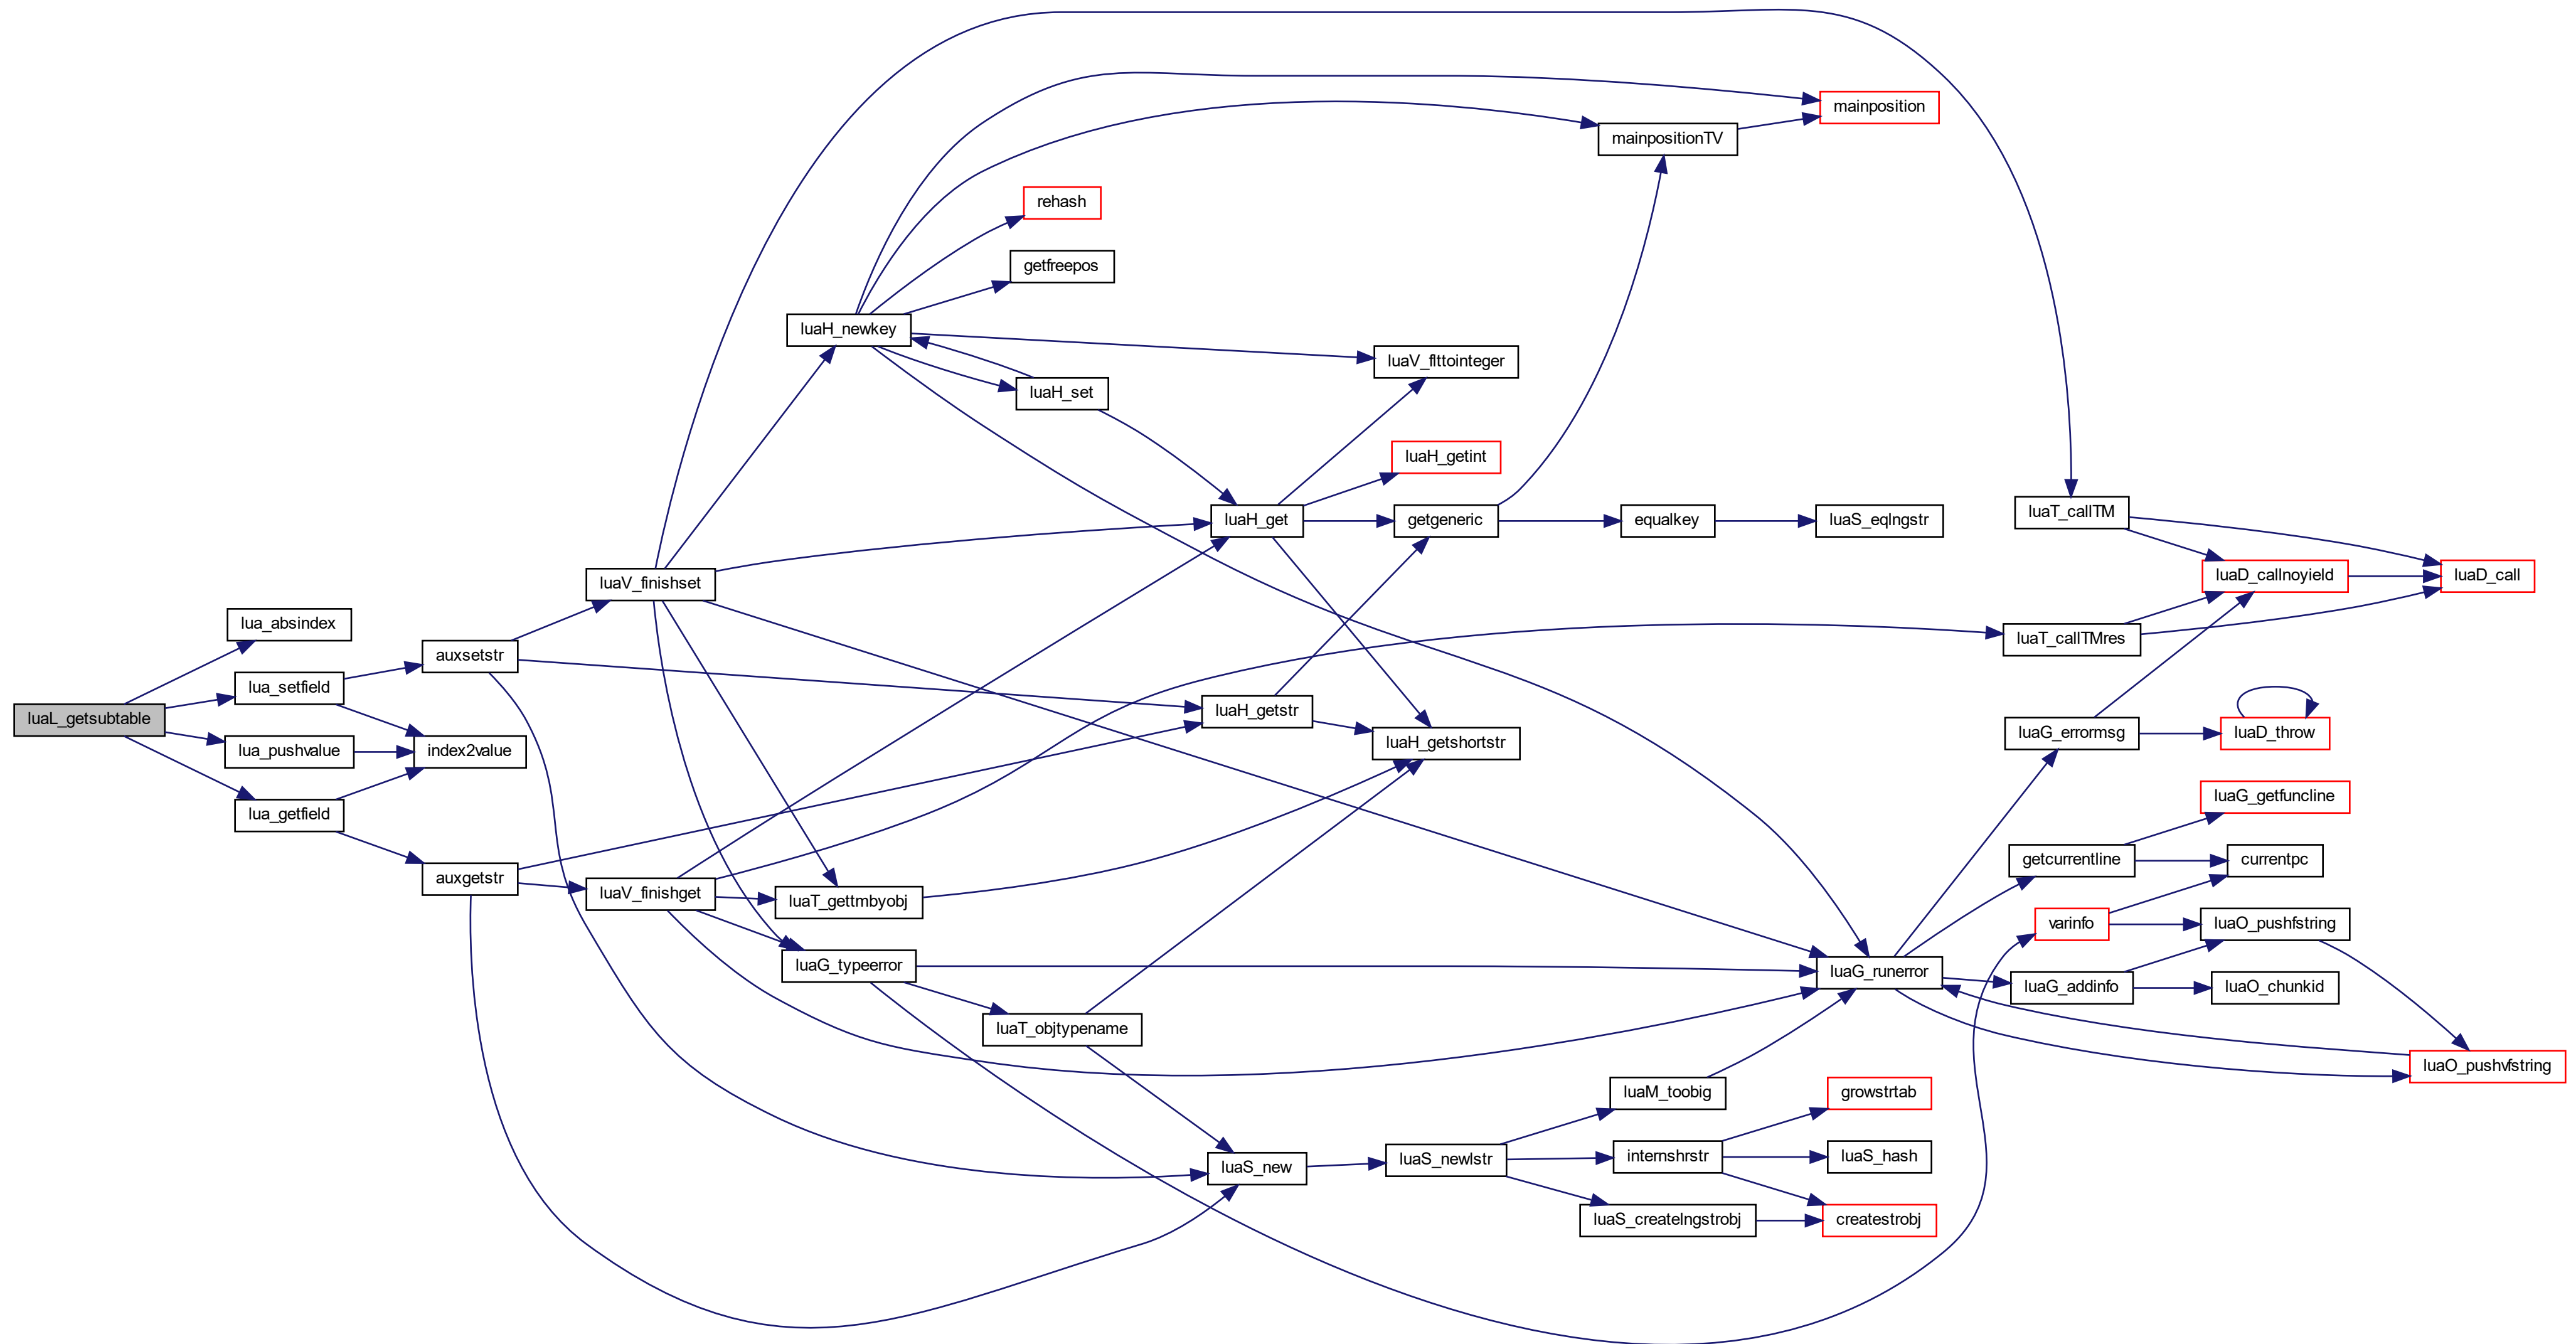 luaL_getsubtable
lua_absindex
lua_setfield
lua_pushvalue
lua_getfield
auxsetstr
index2value
auxgetstr
luaV_finishset
luaV_finishget
luaH_newkey
luaT_gettmbyobj
luaG_typeerror
rehash
getfreepos
luaH_set
luaT_objtypename
luaH_get
luaH_getstr
luaS_new
luaV_flttointeger
luaH_getint
getgeneric
luaH_getshortstr
luaS_newlstr
mainpositionTV
equalkey
luaM_toobig
internshrstr
luaS_createlngstrobj
mainposition
luaS_eqlngstr
luaG_runerror
growstrtab
luaS_hash
createstrobj
luaT_callTM
luaT_callTMres
luaG_errormsg
getcurrentline
varinfo
luaG_addinfo
luaD_callnoyield
luaD_throw
luaG_getfuncline
currentpc
luaO_pushfstring
luaO_chunkid
luaD_call
luaO_pushvfstring